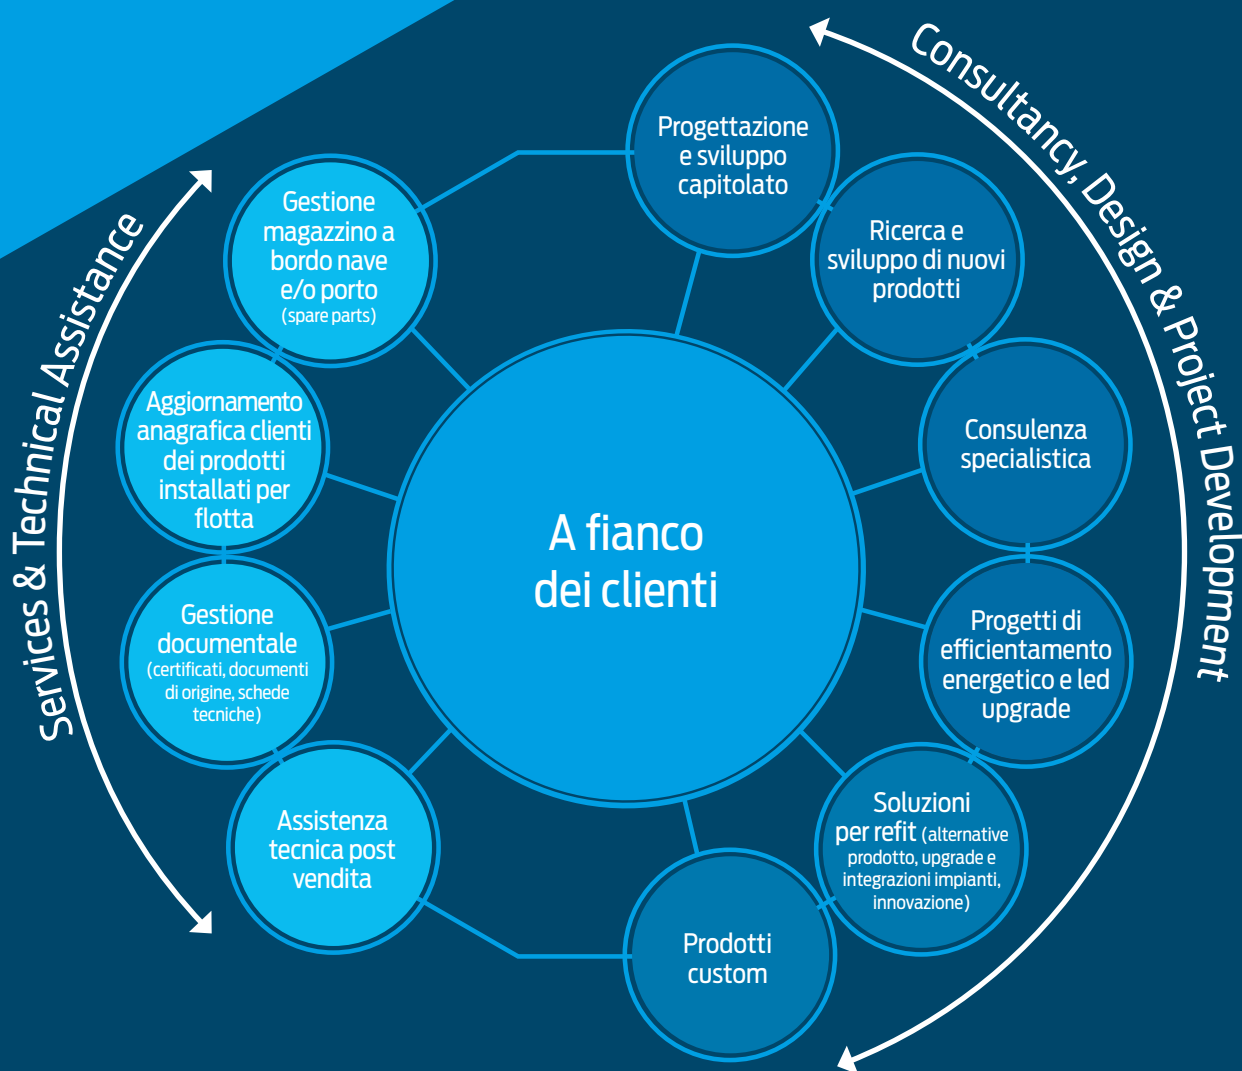 Consultancy, Design & Project Development
Services & Technical Assistance
A fianco
dei clienti
Progettazione
e sviluppo
capitolato
Ricerca e
sviluppo di nuovi
prodotti
Consulenza
specialistica
Progetti di
efficientamento
energetico e led
upgrade
Soluzioni
per refit (alternative
prodotto, upgrade e
integrazioni impianti,
innovazione)
Prodotti
custom
Assistenza
tecnica post
vendita
Gestione
documentale
(certificati, documenti
di origine, schede
tecniche)
Aggiornamento
anagrafica clienti
dei prodotti
installati per
flotta
Gestione
magazzino a
bordo nave
e/o porto
(spare parts)